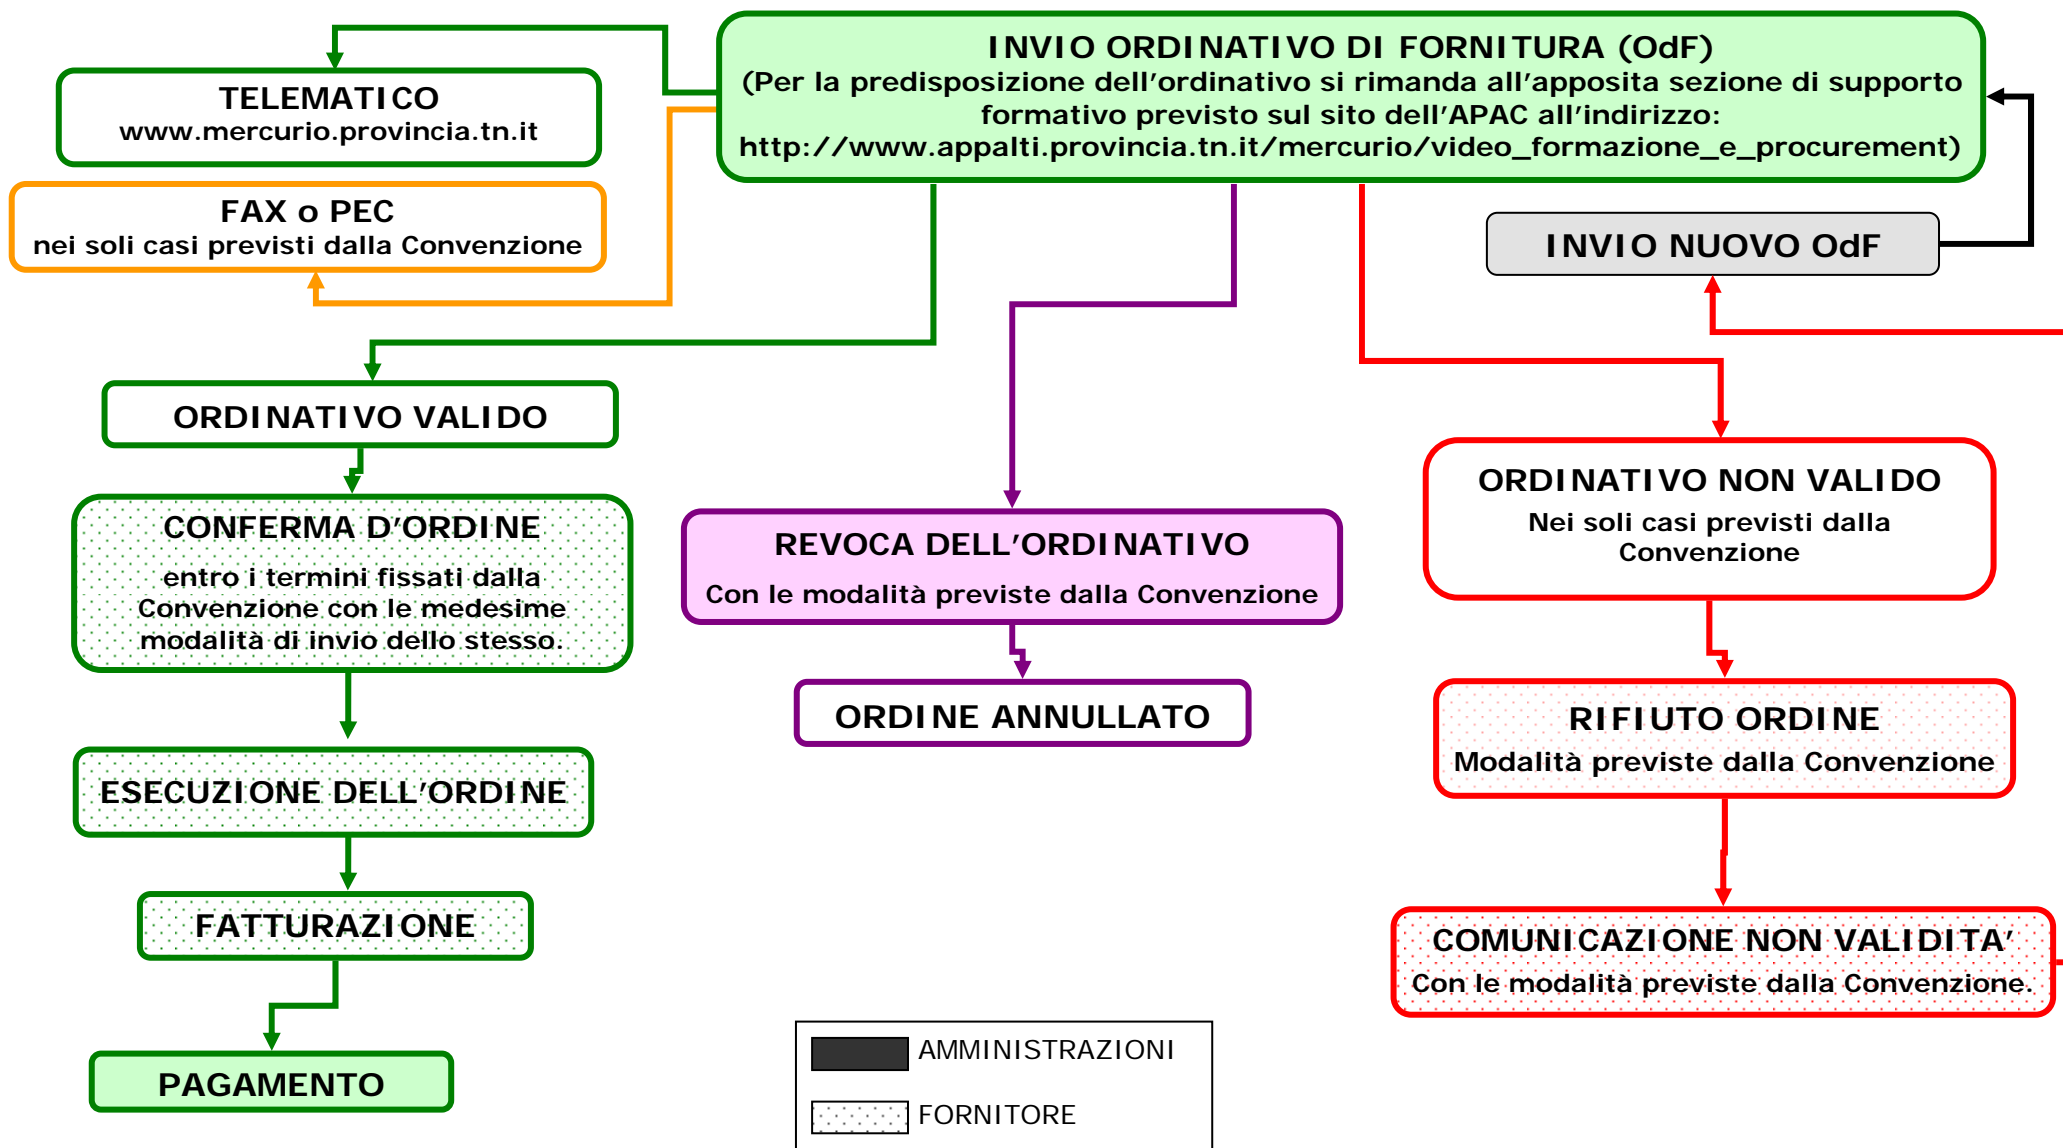 INVIO ORDINATIVO DI FORNITURA (OdF)
(Per la predisposizione dell'ordinativo si rimanda all'apposita sezione di supporto
formativo previsto sul sito dell'APAC all'indirizzo:
http://www.appalti.provincia.tn.it/mercurio/video_formazione_e_procurement)
TELEMATICO
www.mercurio.provincia.tn.it
FAX o PEC
nei soli casi previsti dalla Convenzione
INVIO NUOVO OdF
ORDINATIVO VALIDO
CONFERMA D'ORDINE
entro i termini fissati dalla
Convenzione con le medesime
modalità di invio dello stesso.
ESECUZIONE DELL'ORDINE
FATTURAZIONE
PAGAMENTO
REVOCA DELL'ORDINATIVO
Con le modalità previste dalla Convenzione
ORDINE ANNULLATO
ORDINATIVO NON VALIDO
Nei soli casi previsti dalla
Convenzione
RIFIUTO ORDINE
Modalità previste dalla Convenzione
COMUNICAZIONE NON VALIDITA'
Con le modalità previste dalla Convenzione.
AMMINISTRAZIONI
FORNITORE